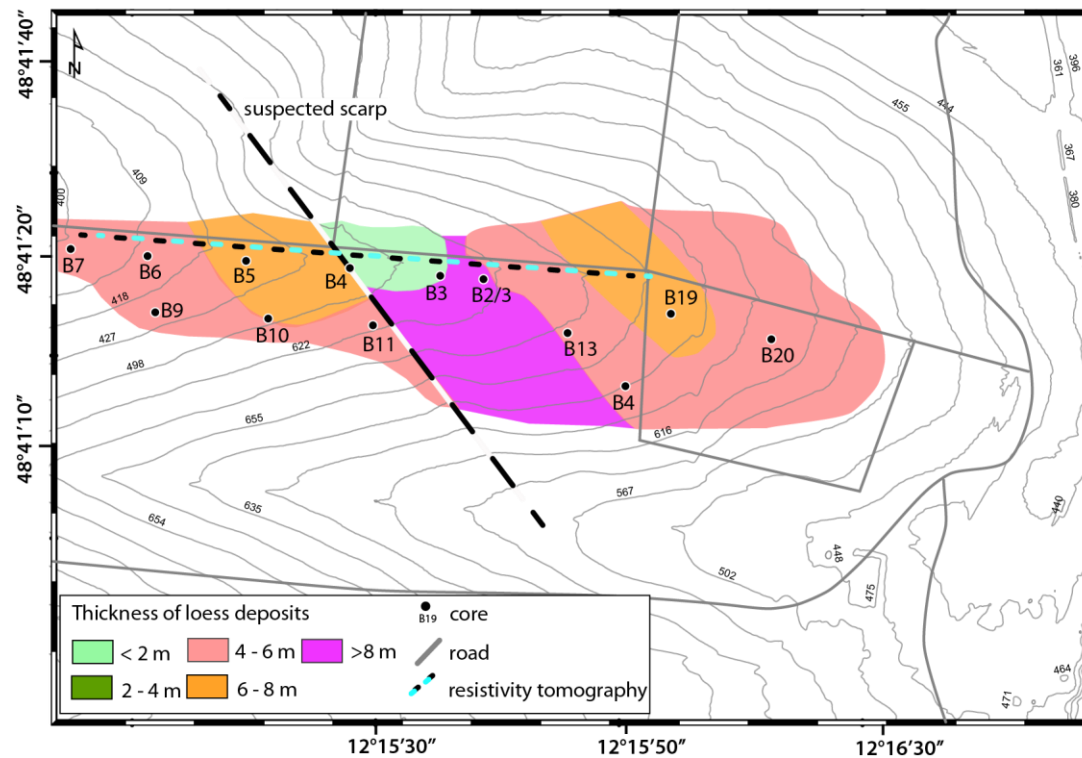 48°41'40"
N
suspected scarp
455
444
361
396
367
380
409
400
48°41'20"
B7
B6
B5
B4
B3
B2/3
B19
B9
B10
B11
B13
B20
B4
418
427
498
622
616
48°41'10"
655
635
654
567
502
448
475
440
464
471
Thickness of loess deposits
< 2 m
4 - 6 m
>8 m
2 - 4 m
6 - 8 m
B19
core
road
resistivity tomography
12°15'30"
12°15'50"
12°16'30"